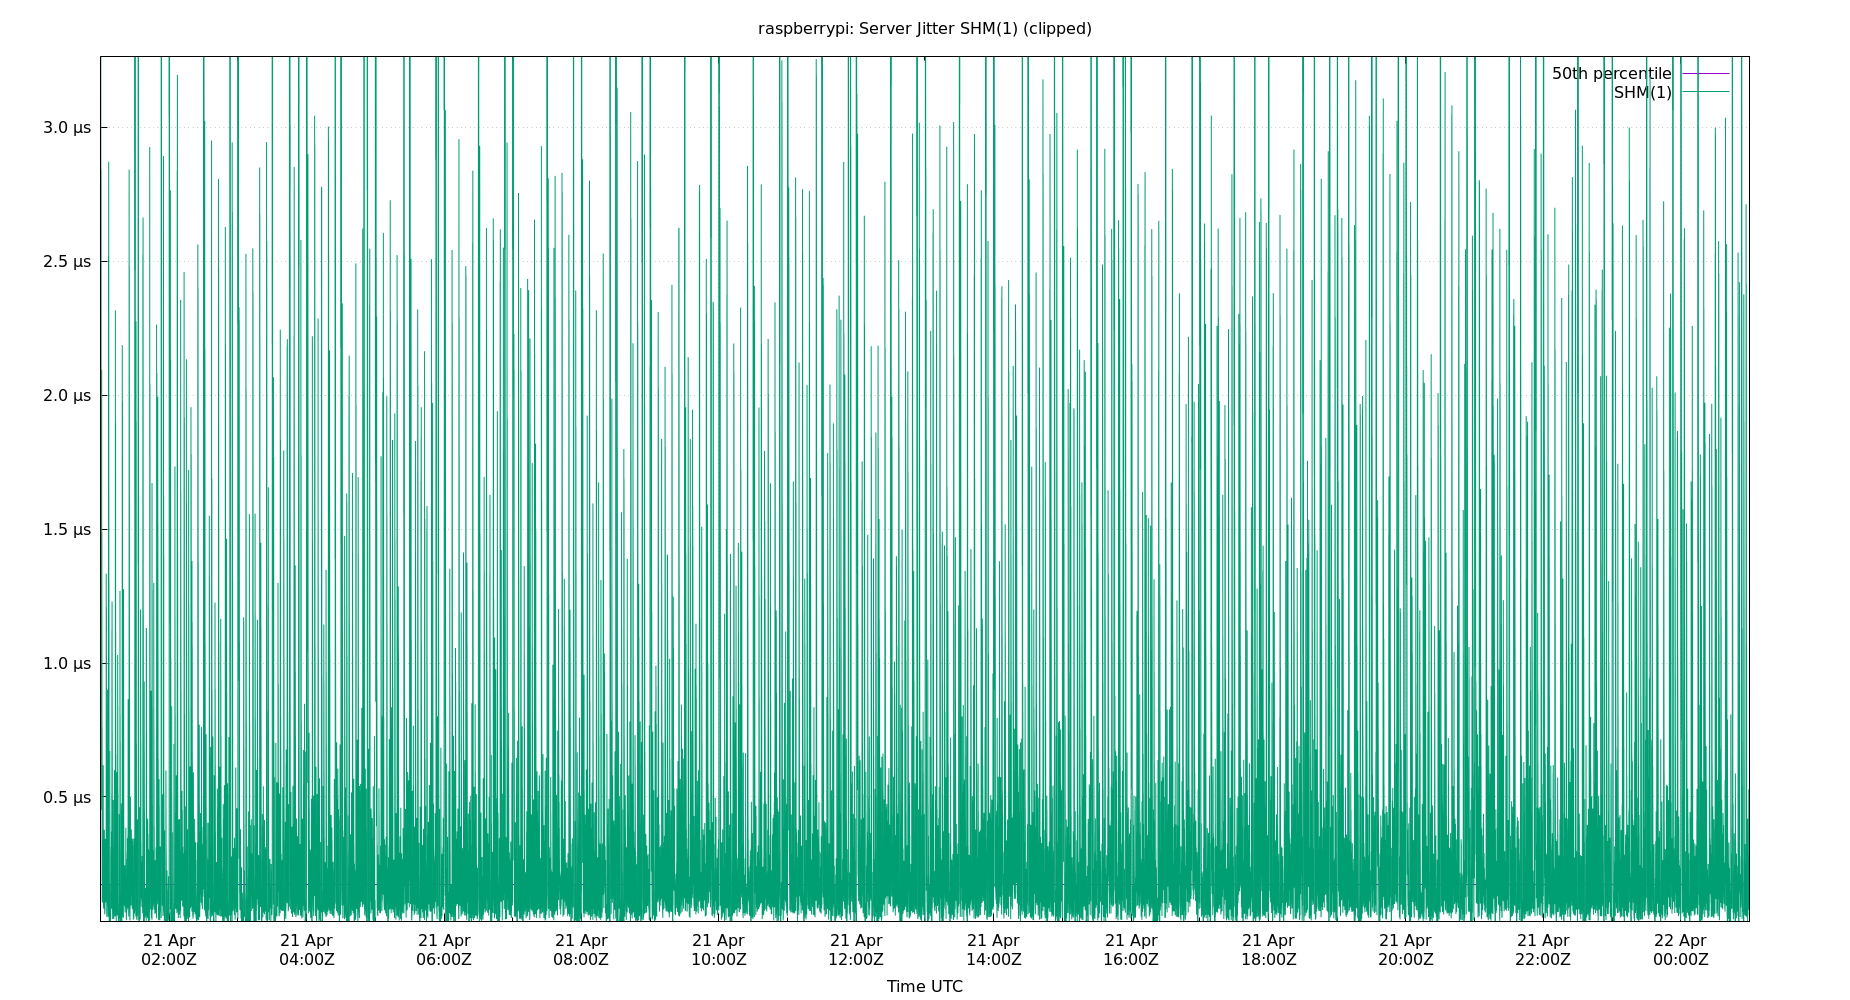 raspberrypi: Server Jitter SHM(1) (clipped)
50th percentile
SHM(1)
3.0 µs
2.5 µs
2.0 µs
1.5 µs
1.0 µs
0.5 µs
21 Apr 21 Apr 21 Apr 21 Apr 21 Apr 21 Apr 21 Apr 21 Apr 21 Apr 21 Apr 21 Apr 22 Apr
02:00Z 04:00Z 06:00Z 08:00Z 10:00Z 12:00Z 14:00Z 16:00Z 18:00Z 20:00Z 22:00Z 00:00Z
Time UTC